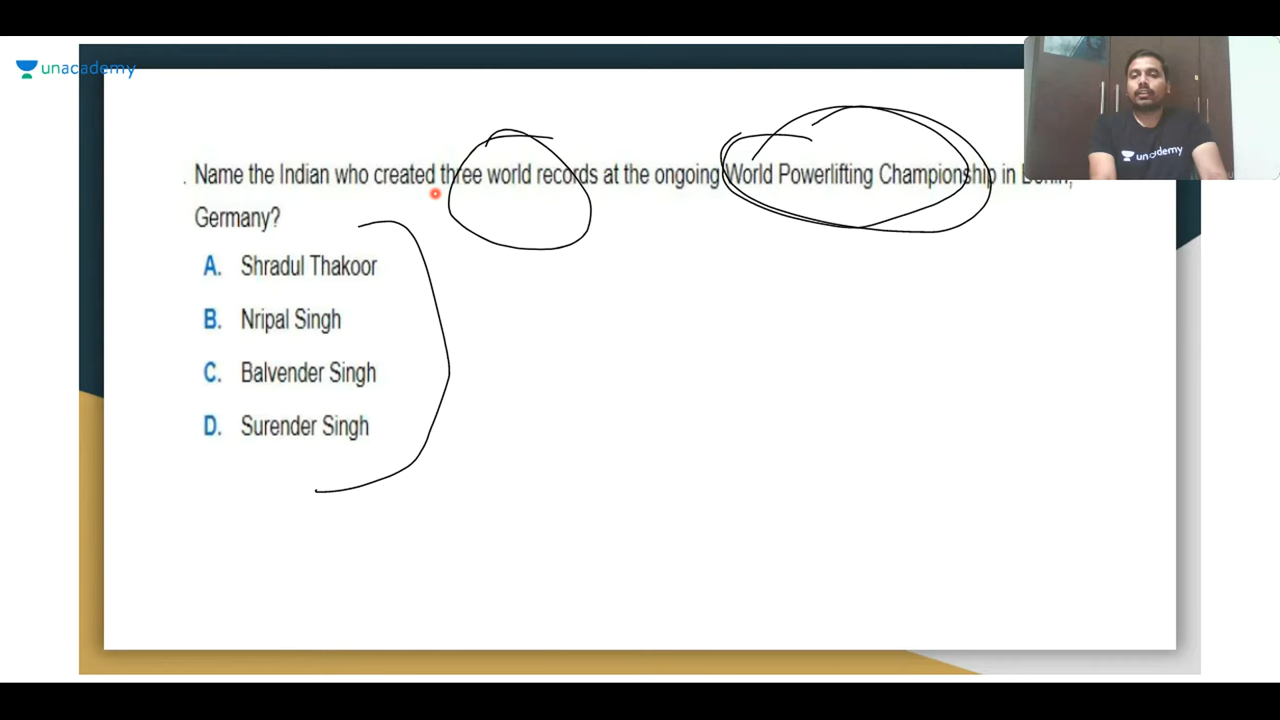 unacademy
. Name the Indian who created three world records at the ongoing World Powerlifting Championship in Berlin,
Germany?
A. Shradul Thakoor
B. Nripal Singh
C. Balvender Singh
D. Surender Singh
unacademy